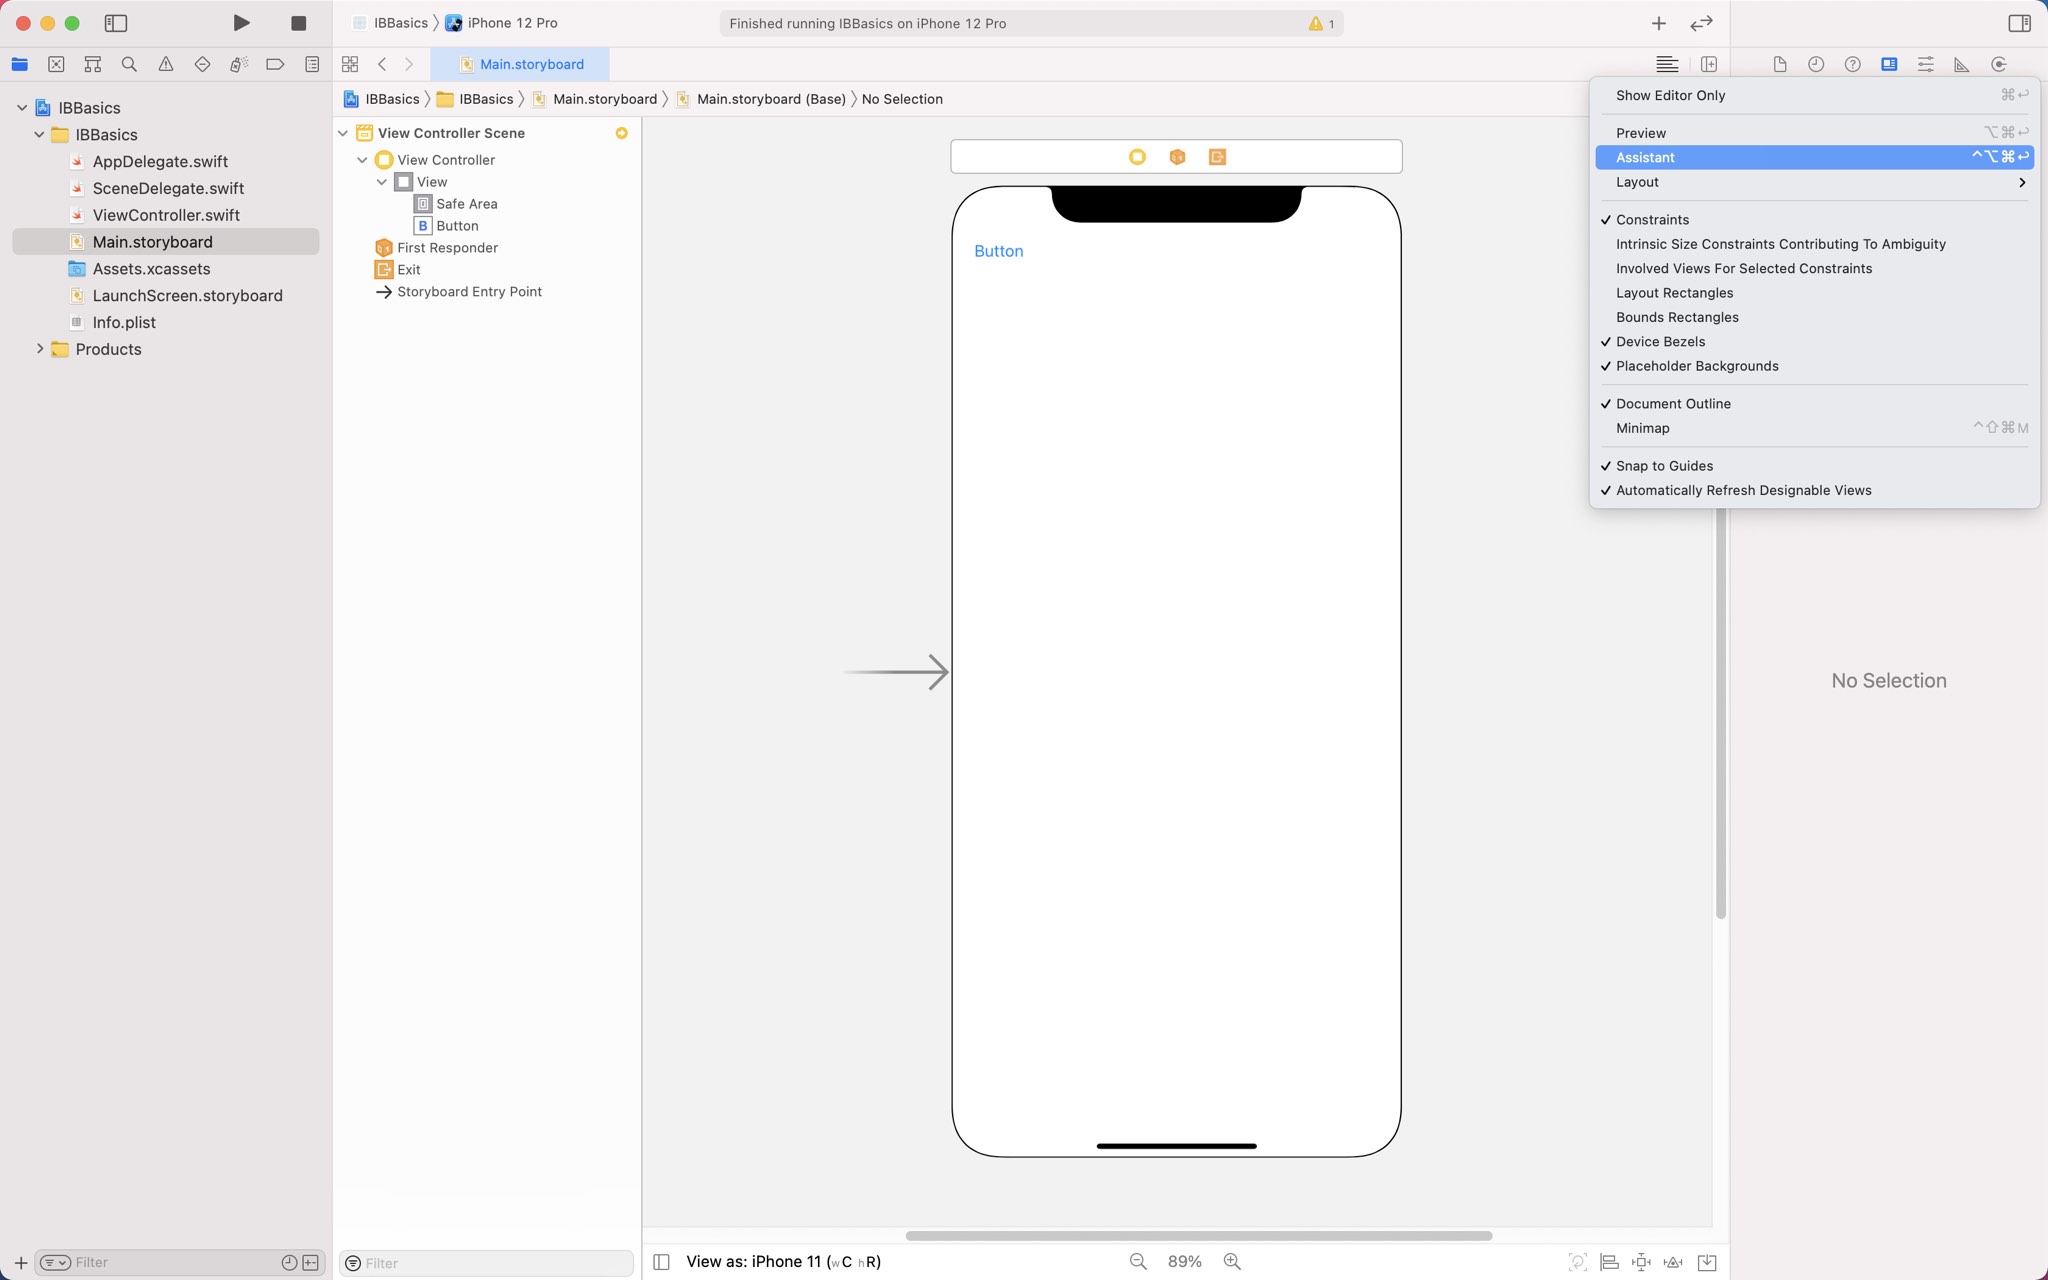 IBBasics
iPhone 12 Pro
Finished running IBBasics on iPhone 12 Pro
1
Main.storyboard
IBBasics
IBBasics
Main.storyboard
Main.storyboard (Base)
No Selection
IBBasics
IBBasics
AppDelegate.swift
SceneDelegate.swift
ViewController.swift
Main.storyboard
Assets.xcassets
LaunchScreen.storyboard
Info.plist
Products
View Controller Scene
View Controller
View
Safe Area
B Button
First Responder
Exit
Storyboard Entry Point
Button
Show Editor Only ⌘↩
Preview ⌥⌘↩
Assistant ^⌥⌘↩
Layout
Constraints
Intrinsic Size Constraints Contributing To Ambiguity
Involved Views For Selected Constraints
Layout Rectangles
Bounds Rectangles
Device Bezels
Placeholder Backgrounds
Document Outline
Minimap ^⇧⌘M
Snap to Guides
Automatically Refresh Designable Views
No Selection
Filter
Filter
View as: iPhone 11 (wC hR)
89%